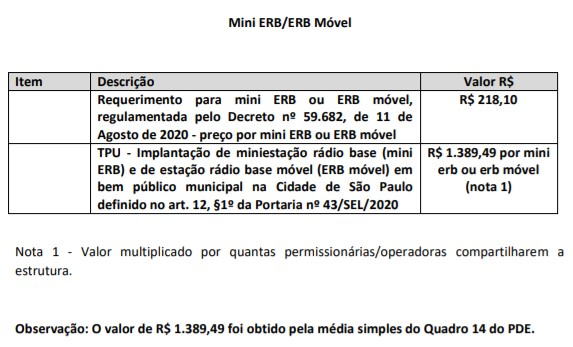 Mini ERB/ERB Móvel
Item Descrição Valor R$
Requerimento para mini ERB ou ERB móvel, R$ 218,10
regulamentada pelo Decreto nº 59.682, de 11 de
Agosto de 2020 - preço por mini ERB ou ERB móvel
TPU - Implantação de miniestação rádio base (mini R$ 1.389,49 por mini
ERB) e de estação rádio base móvel (ERB móvel) em erb ou erb móvel
bem público municipal na Cidade de São Paulo (nota 1)
definido no art. 12, §1º da Portaria nº 43/SEL/2020
Nota 1 - Valor multiplicado por quantas permissionárias/operadoras compartilharem a
estrutura.
Observação: O valor de R$ 1.389,49 foi obtido pela média simples do Quadro 14 do PDE.